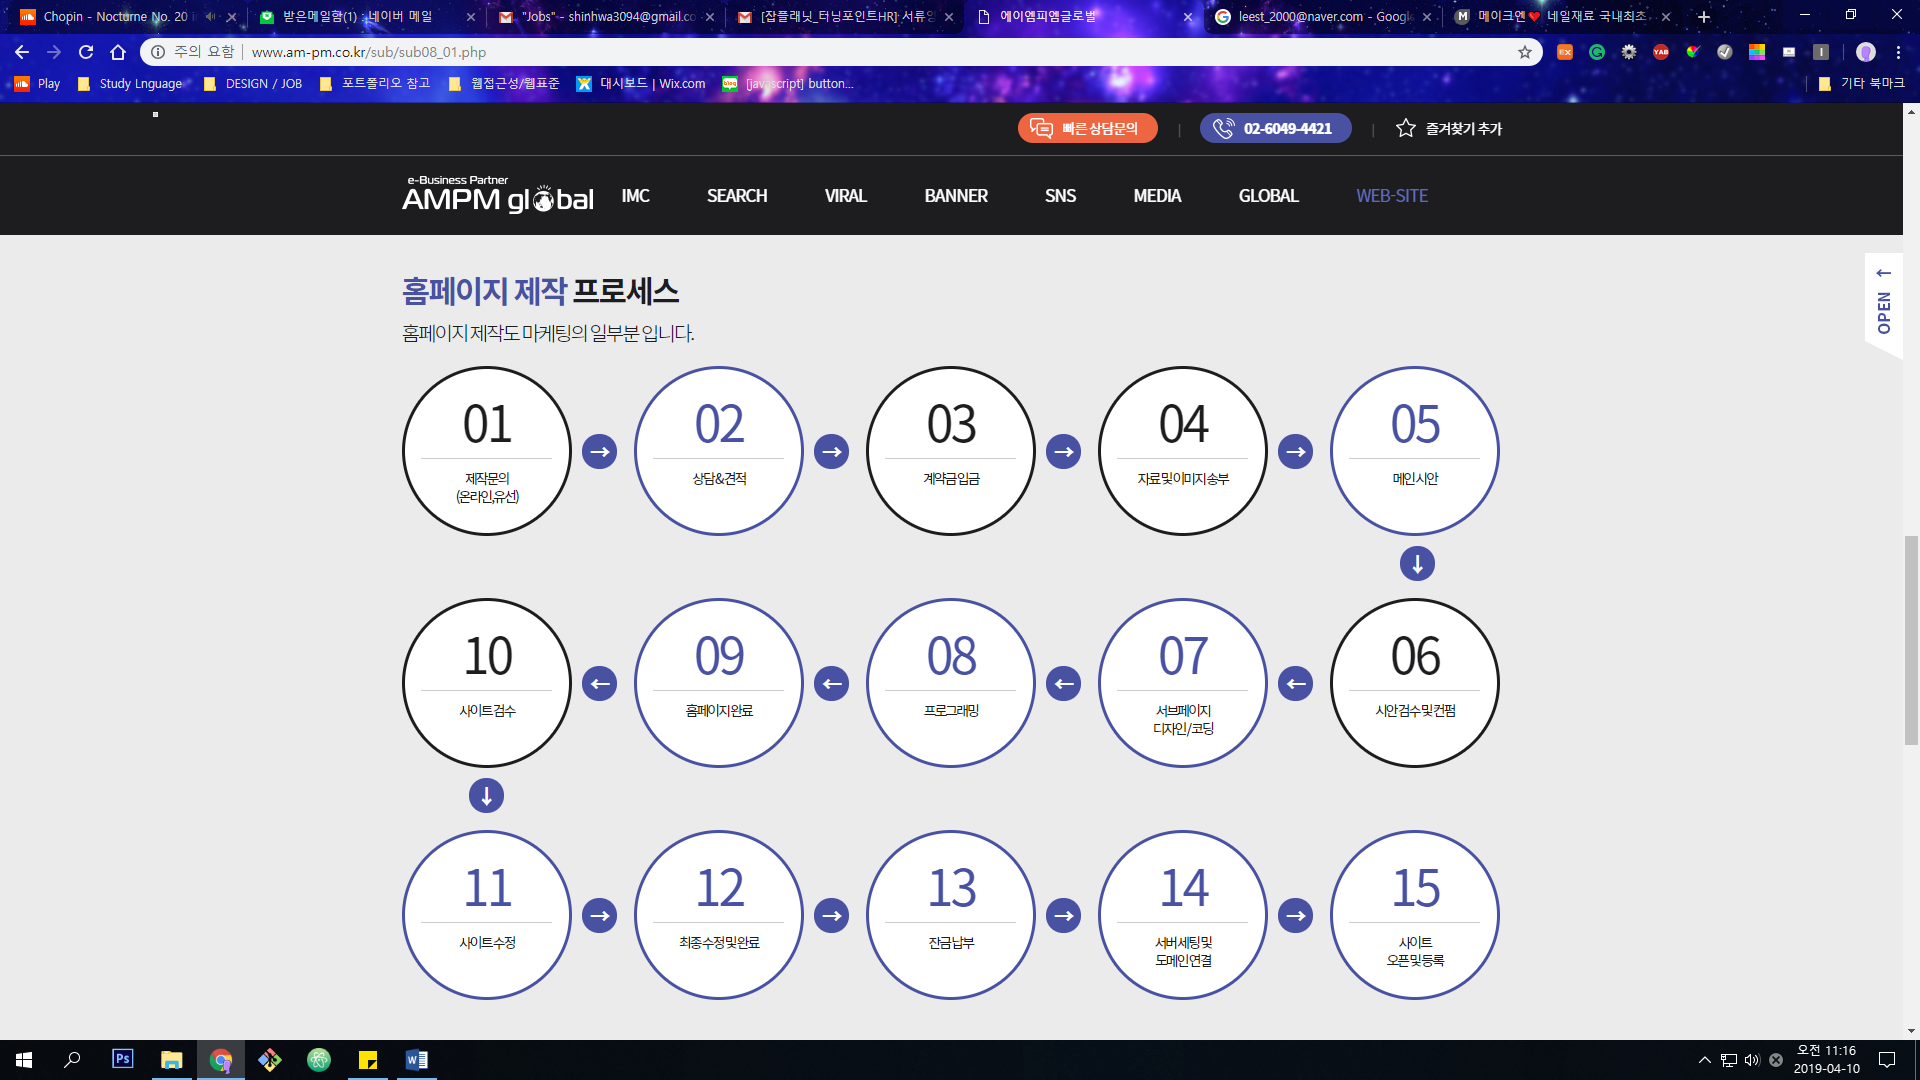 Chopin - Nocturne No. 20 i
받은메일함(1) : 네이버 메일
"Jobs" - shinhwa3094@gmail.co
[잡플래닛_터닝포인트HR] 서류양
에이엠피엠글로벌
leest_2000@naver.com - Google
메이크엔❤ 네일재료 국내최초
주의 요함 | www.am-pm.co.kr/sub/sub08_01.php
Play
Study Lnguage
DESIGN / JOB
포트폴리오 참고
웹접근성/웹표준
대시보드 | Wix.com
[javascript] button...
기타 북마크
빠른 상담문의
02-6049-4421
즐겨찾기 추가
e-Business Partner
AMPM global
IMC
SEARCH
VIRAL
BANNER
SNS
MEDIA
GLOBAL
WEB-SITE
← OPEN
홈페이지 제작 프로세스
홈페이지 제작도 마케팅의 일부분 입니다.
01
제작문의
(온라인,유선)
→
02
상담&견적
→
03
계약금 입금
→
04
자료 및 이미지 송부
→
05
메인 시안
↓
10
사이트 검수
←
09
홈페이지 완료
←
08
프로그래밍
←
07
서브페이지
디자인/코딩
←
06
시안 검수 및 컨펌
↓
11
사이트 수정
→
12
최종 수정 및 완료
→
13
잔금 납부
→
14
서버 세팅 및
도메인 연결
→
15
사이트
오픈 및 등록
Ps
오전 11:16
2019-04-10